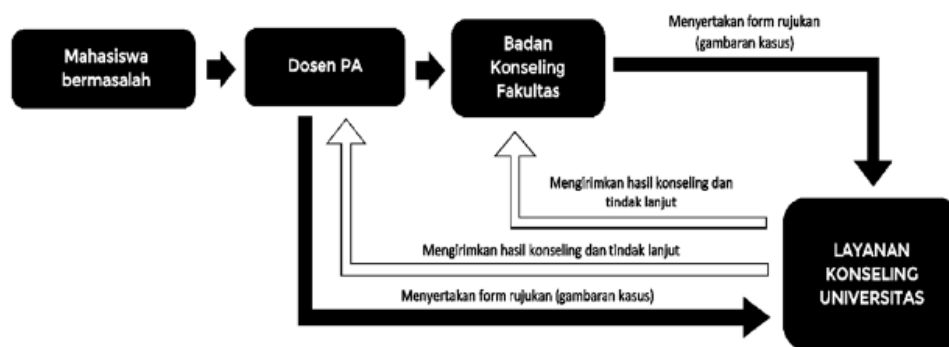 Mahasiswa
bermasalah
Dosen PA
Badan
Konseling
Fakultas
Menyertakan form rujukan
(gambaran kasus)
Mengirimkan hasil konseling dan
tindak lanjut
Mengirimkan hasil konseling dan tindak lanjut
Menyertakan form rujukan (gambaran kasus)
LAYANAN
KONSELING
UNIVERSITAS